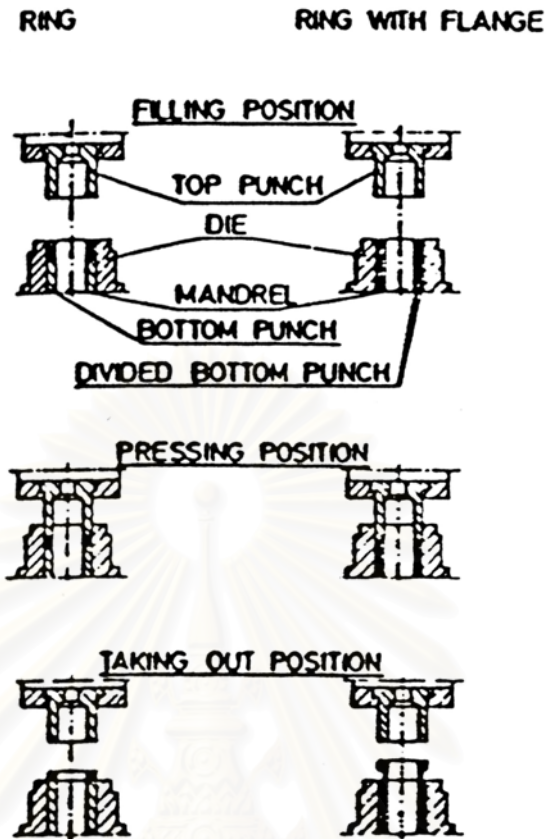 RING RING WITH FLANGE
FILLING POSITION
TOP PUNCH
DIE
MANDREL
BOTTOM PUNCH
DIVIDED BOTTOM PUNCH
PRESSING POSITION
TAKING OUT POSITION